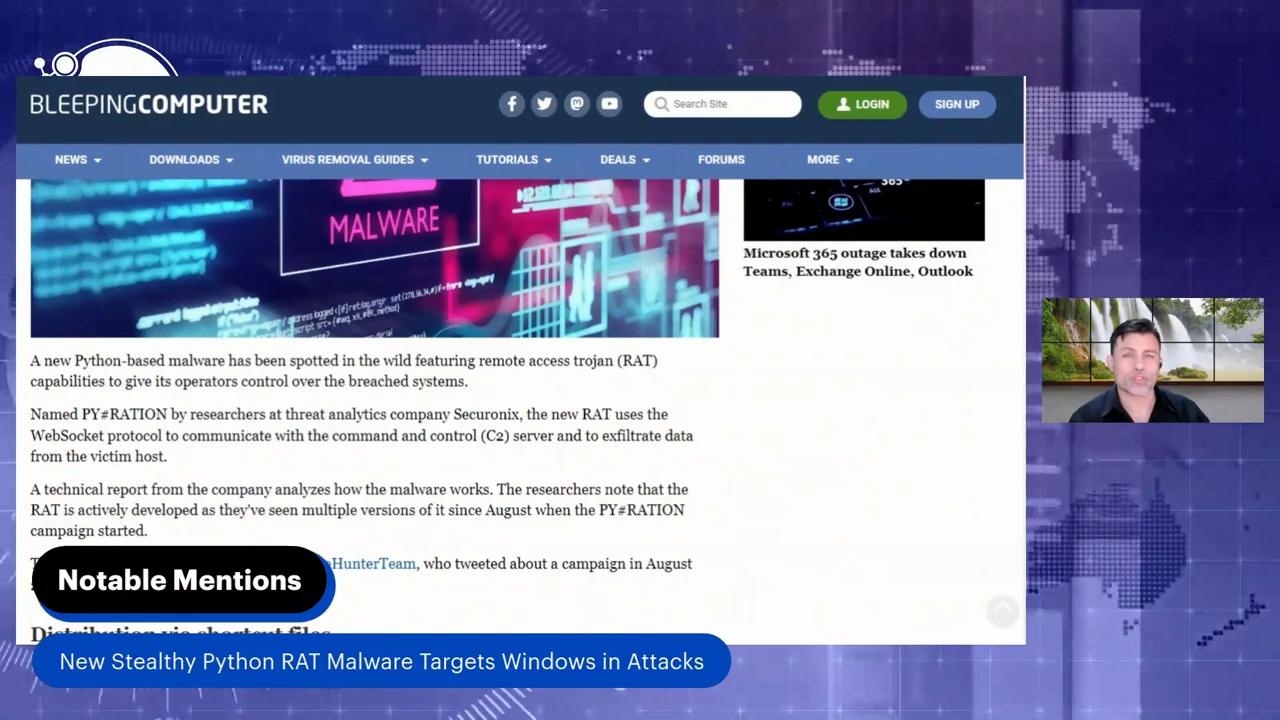 BLEEPINGCOMPUTER
Search Site
LOGIN
SIGN UP
NEWS
DOWNLOADS
VIRUS REMOVAL GUIDES
TUTORIALS
DEALS
FORUMS
MORE
MALWARE
365
Microsoft 365 outage takes down
Teams, Exchange Online, Outlook
A new Python-based malware has been spotted in the wild featuring remote access trojan (RAT)
capabilities to give its operators control over the breached systems.
Named PY#RATION by researchers at threat analytics company Securonix, the new RAT uses the
WebSocket protocol to communicate with the command and control (C2) server and to exfiltrate data
from the victim host.
A technical report from the company analyzes how the malware works. The researchers note that the
RAT is actively developed as they've seen multiple versions of it since August when the PY#RATION
campaign started.
eHunterTeam, who tweeted about a campaign in August
Notable Mentions
Distribution via shortcut files
New Stealthy Python RAT Malware Targets Windows in Attacks